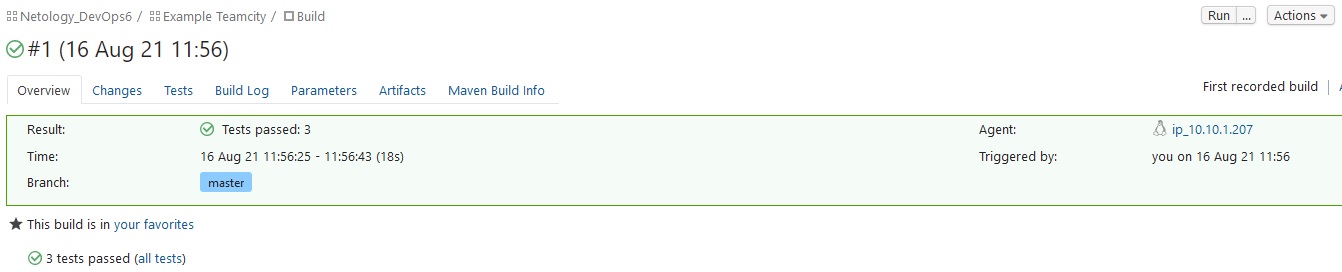 Netology_DevOps6 / Example Teamcity / Build Run ... Actions
#1 (16 Aug 21 11:56)
Overview Changes Tests Build Log Parameters Artifacts Maven Build Info First recorded build
Result: Tests passed: 3 Agent: ip_10.10.1.207
Time: 16 Aug 21 11:56:25 - 11:56:43 (18s) Triggered by: you on 16 Aug 21 11:56
Branch: master
This build is in your favorites
3 tests passed (all tests)